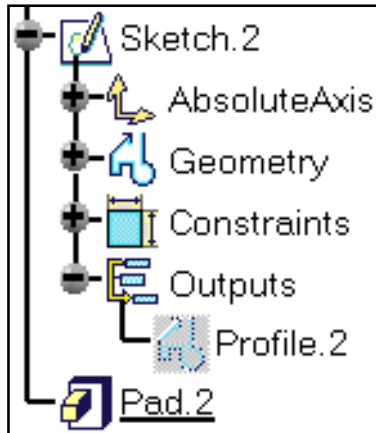 Sketch.2
AbsoluteAxis
Geometry
Constraints
Outputs
Profile.2
Pad.2